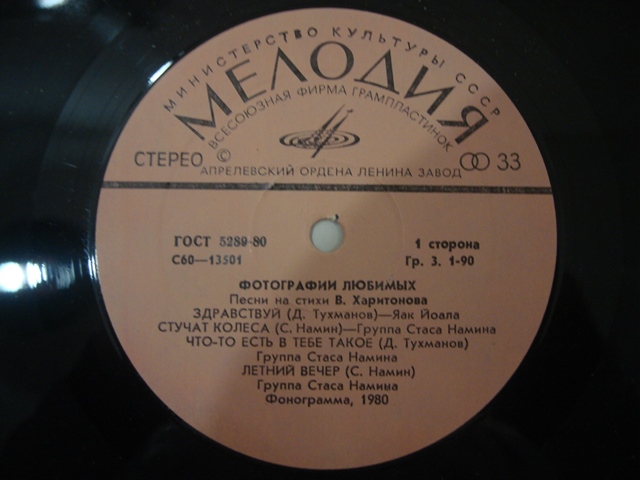 МИНИСТЕРСТВО КУЛЬТУРЫ СССР
МЕЛОДИЯ
ВСЕСОЮЗНАЯ ФИРМА ГРАМПЛАСТИНОК
СТЕРЕО © 33
АПРЕЛЕВСКИЙ ОРДЕНА ЛЕНИНА ЗАВОД
ГОСТ 5289-80 1 сторона
С60—13501 Гр. 3. 1-90
ФОТОГРАФИИ ЛЮБИМЫХ
Песни на стихи В. Харитонова
ЗДРАВСТВУЙ (Д. Тухманов)—Яак Йоала
СТУЧАТ КОЛЕСА (С. Намин)—Группа Стаса Намина
ЧТО-ТО ЕСТЬ В ТЕБЕ ТАКОЕ (Д. Тухманов)
Группа Стаса Намина
ЛЕТНИЙ ВЕЧЕР (С. Намин)
Группа Стаса Намина
Фонограмма, 1980